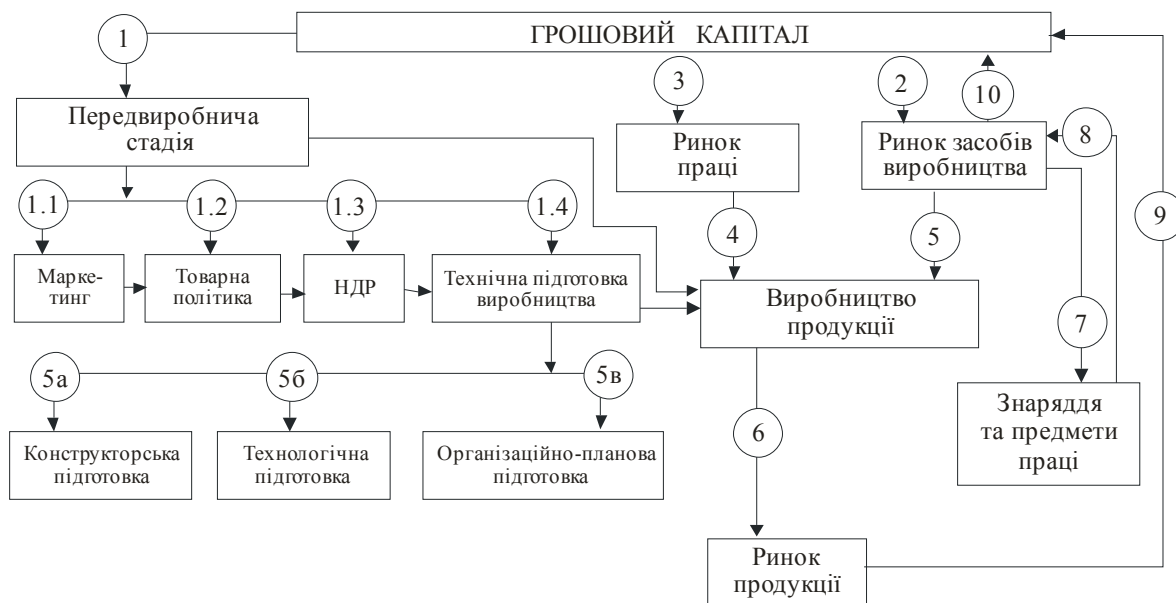 ГРОШОВИЙ КАПІТАЛ
1
3
2
10
Передвиробнича
стадія
Ринок
праці
Ринок засобів
виробництва
8
1.1
1.2
1.3
1.4
4
5
9
Марке-
тинг
Товарна
політика
НДР
Технічна підготовка
виробництва
Виробництво
продукції
7
5а
5б
5в
6
Знаряддя
та предмети
праці
Конструкторська
підготовка
Технологічна
підготовка
Організаційно-планова
підготовка
Ринок
продукції